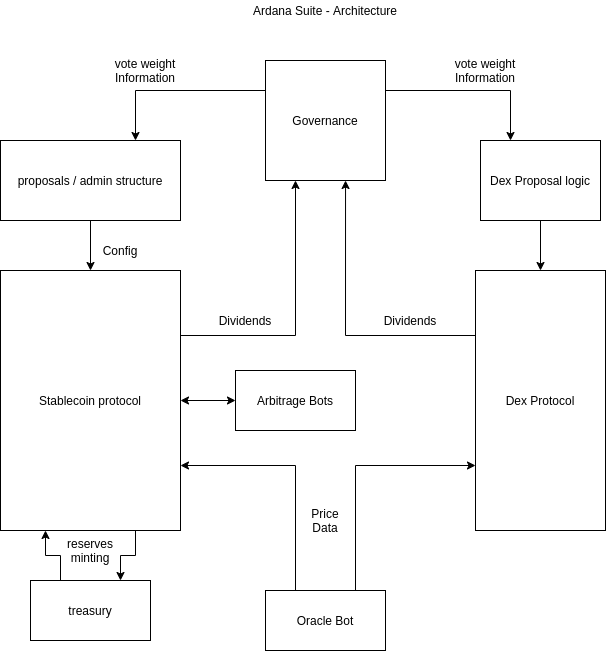 Ardana Suite - Architecture
vote weight
Information
vote weight
Information
Governance
proposals / admin structure
Dex Proposal logic
Config
Dividends
Dividends
Stablecoin protocol
Arbitrage Bots
Dex Protocol
Price
Data
reserves
minting
treasury
Oracle Bot